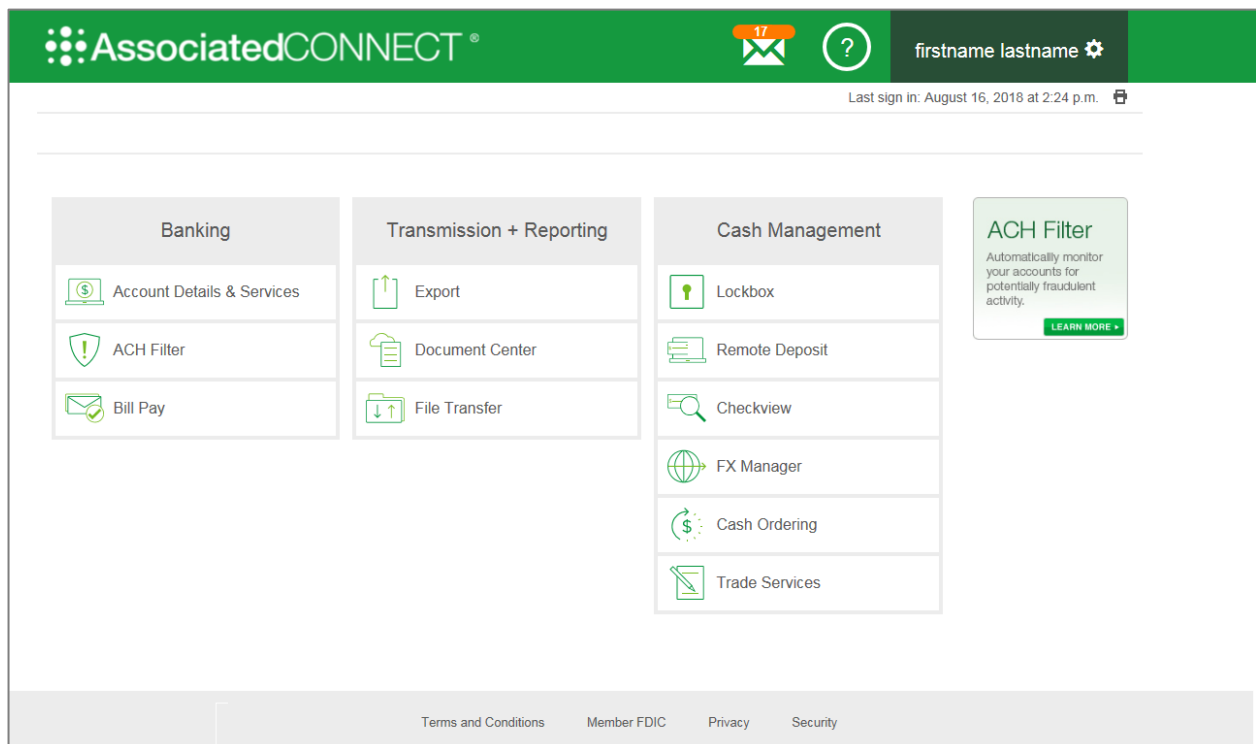 AssociatedCONNECT ®
17
?
firstname lastname
Last sign in: August 16, 2018 at 2:24 p.m.
Banking
$ Account Details & Services
! ACH Filter
Bill Pay
Transmission + Reporting
Export
Document Center
File Transfer
Cash Management
Lockbox
Remote Deposit
Checkview
FX Manager
$ Cash Ordering
Trade Services
ACH Filter
Automatically monitor
your accounts for
potentially fraudulent
activity.
LEARN MORE
Terms and Conditions Member FDIC Privacy Security